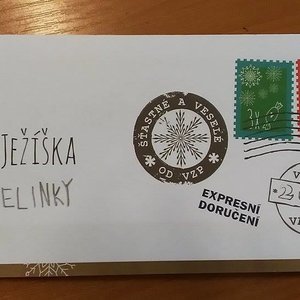 JEŽÍŠKA
ELINKY
ŠŤASTNÉ A VESELÉ
OD VZP
EXPRESNÍ
DORUČENÍ